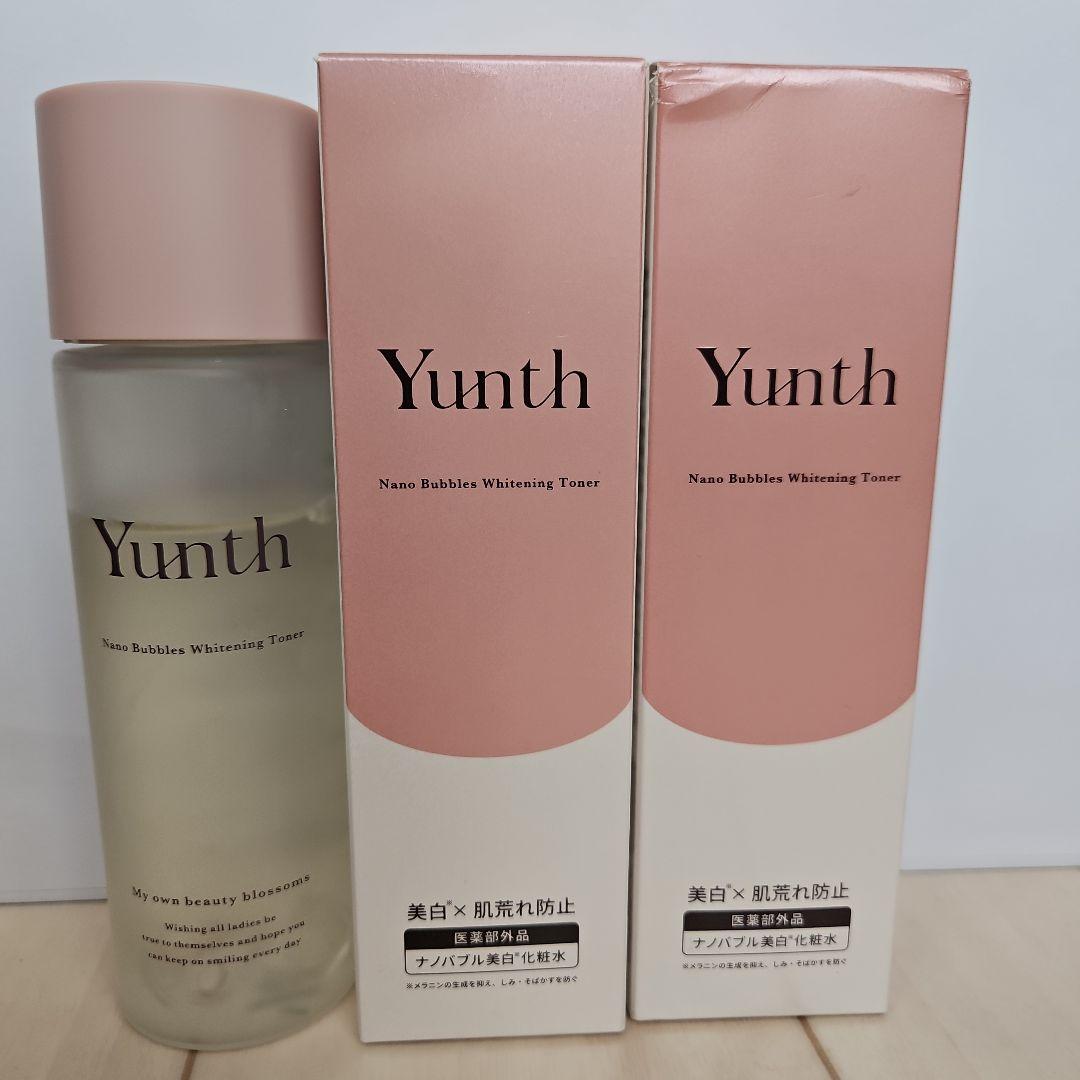 Yunth
Nano Bubbles Whitening Toner
My own beauty blossoms
Wishing all ladies be
true to themselves and hope you
can keep on smiling every day
Yunth
Nano Bubbles Whitening Toner
美白※× 肌荒れ防止
医薬部外品
ナノバブル美白※化粧水
※メラニンの生成を抑え、しみ・そばかすを防ぐ
Yunth
Nano Bubbles Whitening Toner
美白※× 肌荒れ防止
医薬部外品
ナノバブル美白※化粧水
※メラニンの生成を抑え、しみ・そばかすを防ぐ